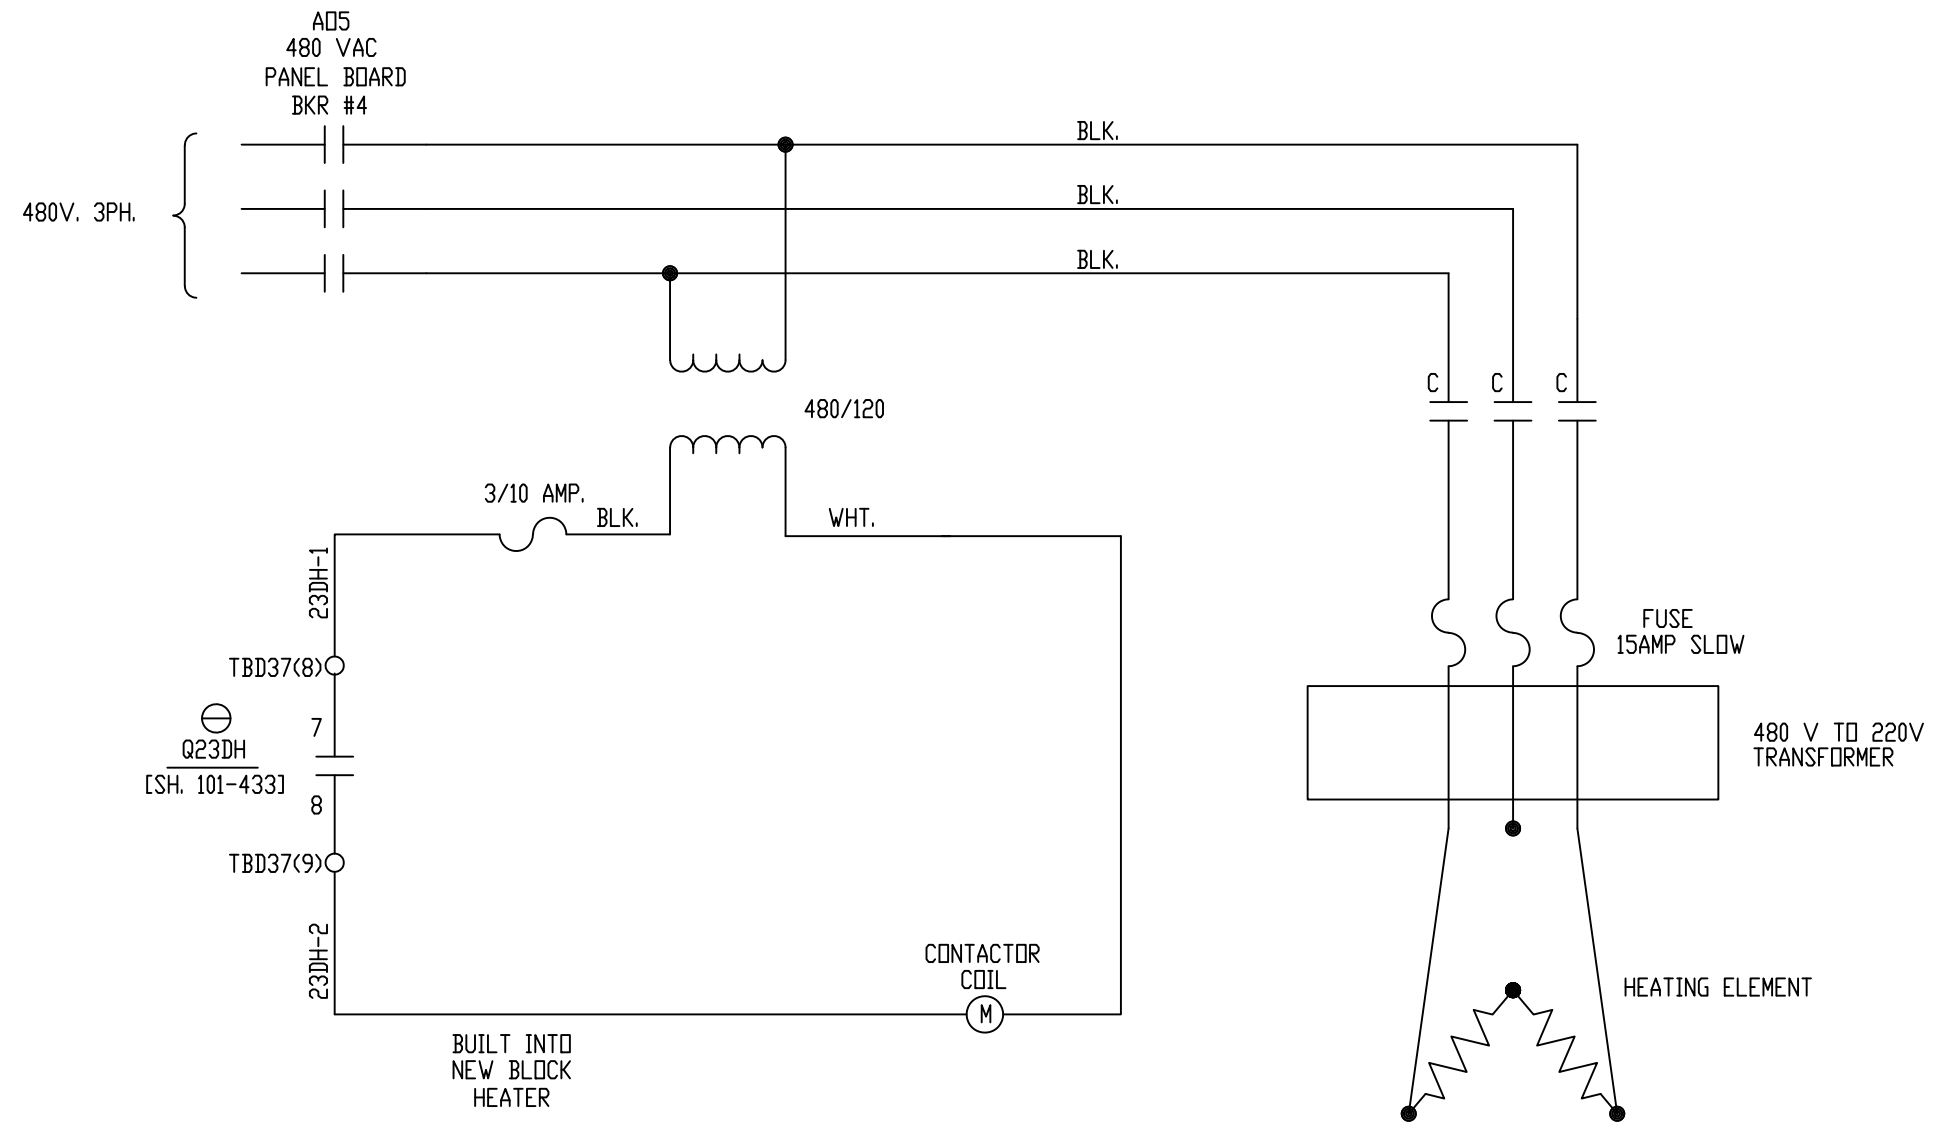 A05
480 VAC
PANEL BOARD
BKR #4
BLK.
BLK.
480V. 3PH.
BLK.
C C C
480/120
3/10 AMP.
BLK.
WHT.
23DH-1
FUSE
15AMP SLOW
TBD37(8)
7
Q23DH
[SH. 101-433]
8
480 V TO 220V
TRANSFORMER
TBD37(9)
23DH-2
CONTACTOR
COIL
M
HEATING ELEMENT
BUILT INTO
NEW BLOCK
HEATER